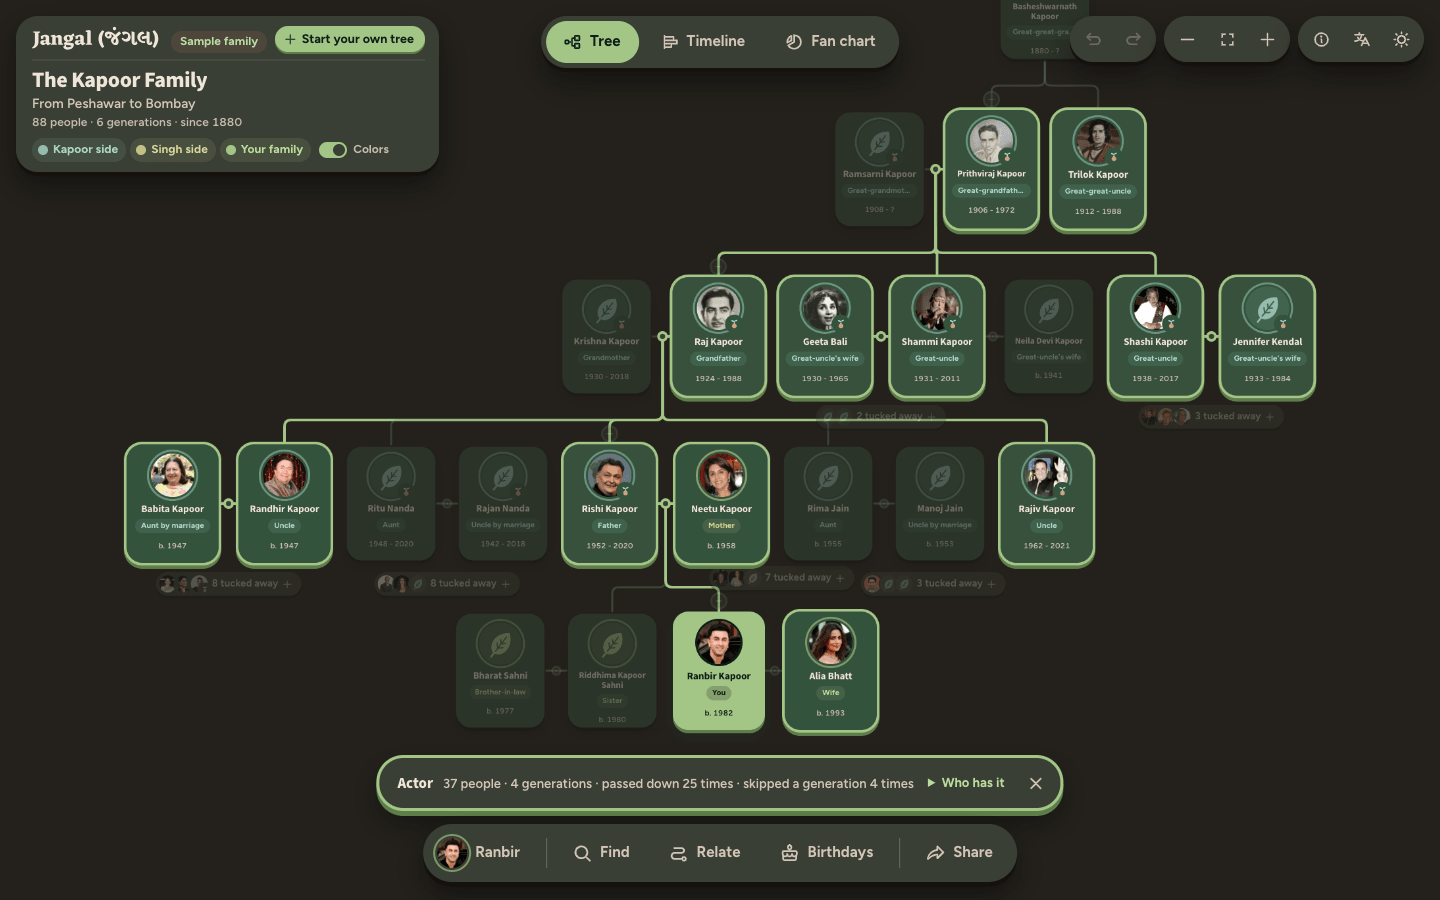 Jangal (જંગલ)
Sample family
+ Start your own tree
The Kapoor Family
From Peshawar to Bombay
88 people · 6 generations · since 1880
Kapoor side
Singh side
Your family
Colors
Tree
Timeline
Fan chart
Basheshwarnath
Kapoor
Great-great-gra...
1880 - ?
Ramsarni Kapoor
Great-grandmot...
1908 - ?
Prithviraj Kapoor
Great-grandfath...
1906 - 1972
Trilok Kapoor
Great-great-uncle
1912 - 1988
Krishna Kapoor
Grandmother
1930 - 2018
Raj Kapoor
Grandfather
1924 - 1988
Geeta Bali
Great-uncle's wife
1930 - 1965
Shammi Kapoor
Great-uncle
1931 - 2011
Neila Devi Kapoor
Great-uncle's wife
b. 1941
Shashi Kapoor
Great-uncle
1938 - 2017
Jennifer Kendal
Great-uncle's wife
1933 - 1984
2 tucked away +
3 tucked away +
Babita Kapoor
Aunt by marriage
b. 1947
Randhir Kapoor
Uncle
b. 1947
Ritu Nanda
Aunt
1948 - 2020
Rajan Nanda
Uncle by marriage
1942 - 2018
Rishi Kapoor
Father
1952 - 2020
Neetu Kapoor
Mother
b. 1958
Rima Jain
Aunt
b. 1956
Manoj Jain
Uncle by marriage
b. 1953
Rajiv Kapoor
Uncle
1962 - 2021
8 tucked away +
8 tucked away +
7 tucked away +
3 tucked away +
Bharat Sahni
Brother-in-law
b. 1977
Riddhima Kapoor
Sahni
Sister
b. 1980
Ranbir Kapoor
You
b. 1982
Alia Bhatt
Wife
b. 1993
Actor 37 people · 4 generations · passed down 25 times · skipped a generation 4 times Who has it
Ranbir
Find
Relate
Birthdays
Share